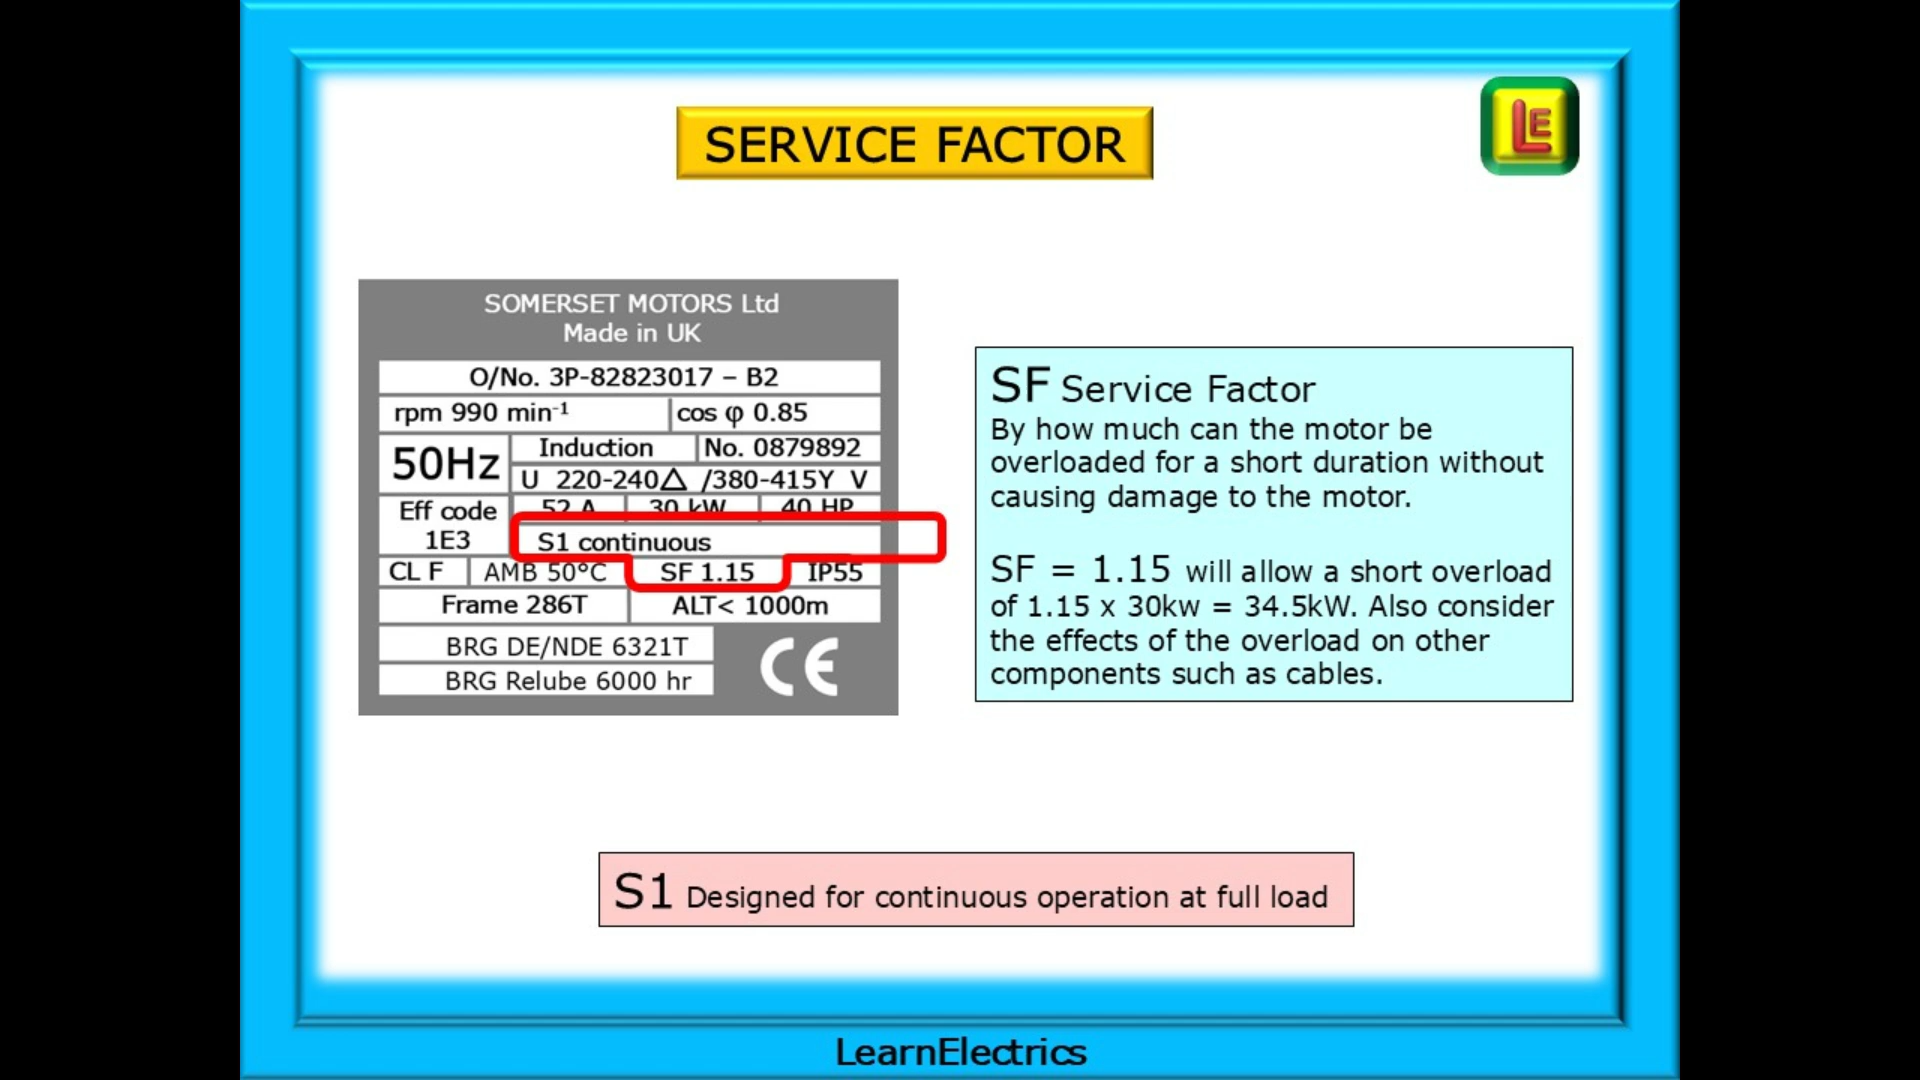 SERVICE FACTOR
LE
SOMERSET MOTORS Ltd
Made in UK
O/No. 3P-82823017 – B2
rpm 990 min⁻¹ cos φ 0.85
50Hz
Induction No. 0879892
U 220-240△ /380-415Y V
Eff code
1E3
52 A 30 kW 40 HP
S1 continuous
CL F AMB 50°C SF 1.15 IP55
Frame 286T ALT< 1000m
BRG DE/NDE 6321T
BRG Relube 6000 hr
CE
SF Service Factor
By how much can the motor be
overloaded for a short duration without
causing damage to the motor.
SF = 1.15 will allow a short overload
of 1.15 x 30kw = 34.5kW. Also consider
the effects of the overload on other
components such as cables.
S1 Designed for continuous operation at full load
LearnElectrics